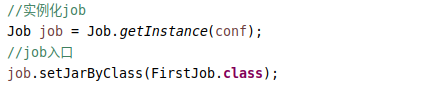 //实例化job
Job job = Job.getInstance(conf);
//job入口
job.setJarByClass(FirstJob.class);